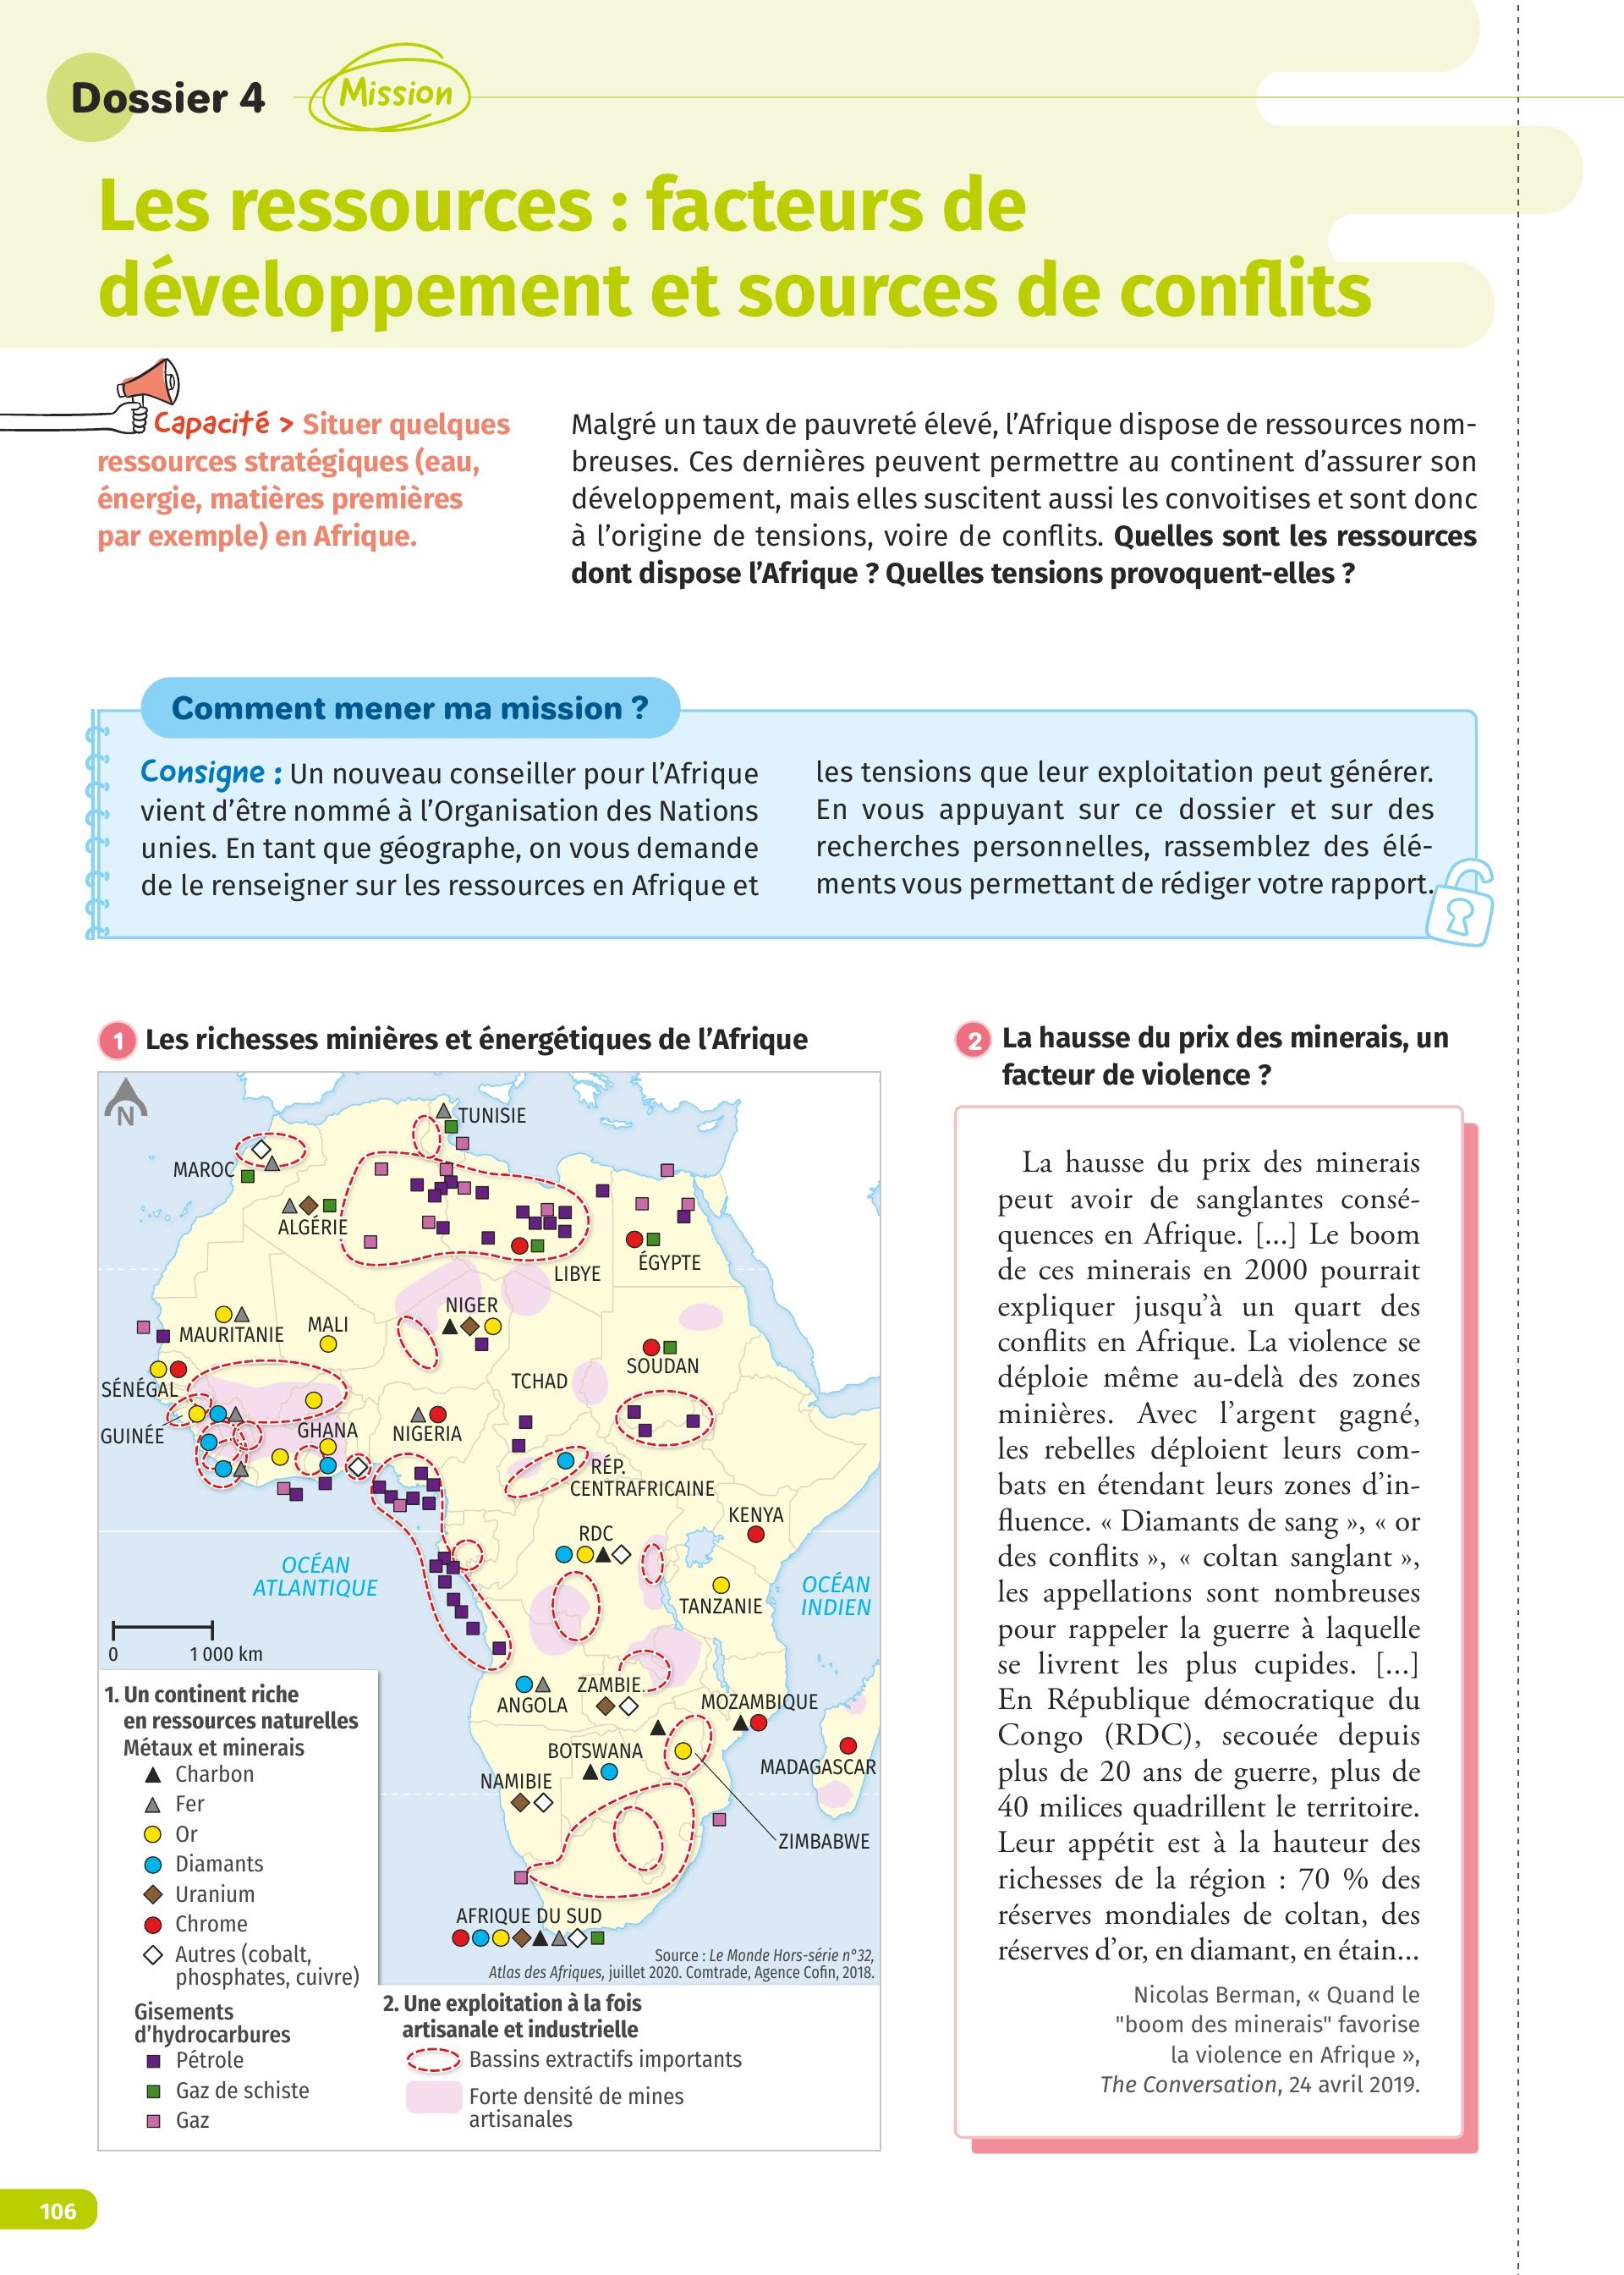 Dossier 4
Mission
Les ressources : facteurs de
développement et sources de conflits
Capacité > Situer quelques
ressources stratégiques (eau,
énergie, matières premières
par exemple) en Afrique.
Malgré un taux de pauvreté élevé, l'Afrique dispose de ressources nom-
breuses. Ces dernières peuvent permettre au continent d'assurer son
développement, mais elles suscitent aussi les convoitises et sont donc
à l'origine de tensions, voire de conflits. Quelles sont les ressources
dont dispose l'Afrique ? Quelles tensions provoquent-elles ?
Comment mener ma mission ?
Consigne : Un nouveau conseiller pour l'Afrique
vient d'être nommé à l'Organisation des Nations
unies. En tant que géographe, on vous demande
de le renseigner sur les ressources en Afrique et
les tensions que leur exploitation peut générer.
En vous appuyant sur ce dossier et sur des
recherches personnelles, rassemblez des élé-
ments vous permettant de rédiger votre rapport.
1 Les richesses minières et énergétiques de l'Afrique
N
TUNISIE
MAROC
ALGÉRIE
LIBYE
ÉGYPTE
MAURITANIE
MALI
NIGER
SOUDAN
SÉNÉGAL
TCHAD
GUINÉE
GHANA
NIGERIA
RÉP.
CENTRAFRICAINE
KENYA
RDC
OCÉAN
ATLANTIQUE
OCÉAN
INDIEN
TANZANIE
0 1 000 km
ANGOLA
ZAMBIE
MOZAMBIQUE
BOTSWANA
MADAGASCAR
NAMIBIE
ZIMBABWE
AFRIQUE DU SUD
Source : Le Monde Hors-série n°32,
Atlas des Afriques, juillet 2020. Comtrade, Agence Cofin, 2018.
1. Un continent riche
en ressources naturelles
Métaux et minerais
Charbon
Fer
Or
Diamants
Uranium
Chrome
Autres (cobalt,
phosphates, cuivre)
Gisements
d'hydrocarbures
Pétrole
Gaz de schiste
Gaz
2. Une exploitation à la fois
artisanale et industrielle
Bassins extractifs importants
Forte densité de mines
artisanales
2 La hausse du prix des minerais, un
facteur de violence ?
La hausse du prix des minerais
peut avoir de sanglantes consé-
quences en Afrique. [...] Le boom
de ces minerais en 2000 pourrait
expliquer jusqu'à un quart des
conflits en Afrique. La violence se
déploie même au-delà des zones
minières. Avec l'argent gagné,
les rebelles déploient leurs com-
bats en étendant leurs zones d'in-
fluence. « Diamants de sang », « or
des conflits », « coltan sanglant »,
les appellations sont nombreuses
pour rappeler la guerre à laquelle
se livrent les plus cupides. [...]
En République démocratique du
Congo (RDC), secouée depuis
plus de 20 ans de guerre, plus de
40 milices quadrillent le territoire.
Leur appétit est à la hauteur des
richesses de la région : 70 % des
réserves mondiales de coltan, des
réserves d'or, en diamant, en étain...
Nicolas Berman, « Quand le
"boom des minerais" favorise
la violence en Afrique »,
The Conversation, 24 avril 2019.
106